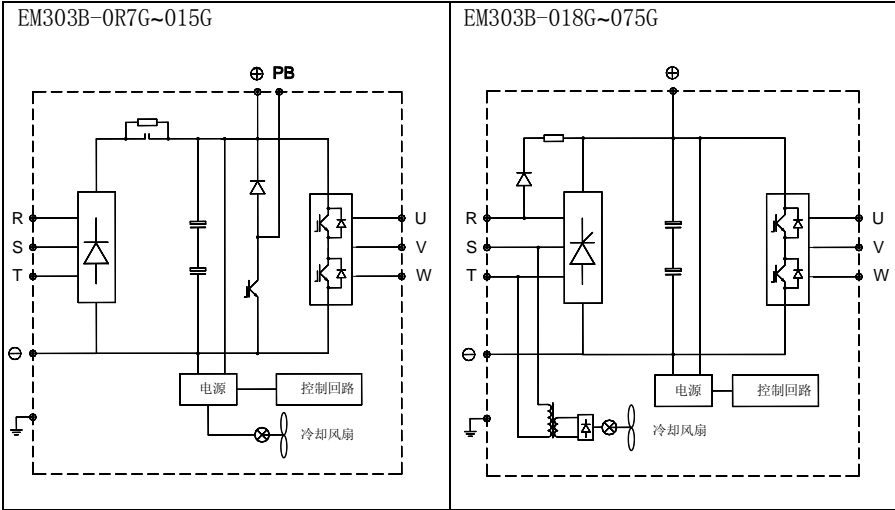 EM303B-0R7G~015G
⊕ PB
R
S
T
⊖
U
V
W
电源
控制回路
冷却风扇
EM303B-018G~075G
⊕
R
S
T
⊖
U
V
W
电源
控制回路
冷却风扇